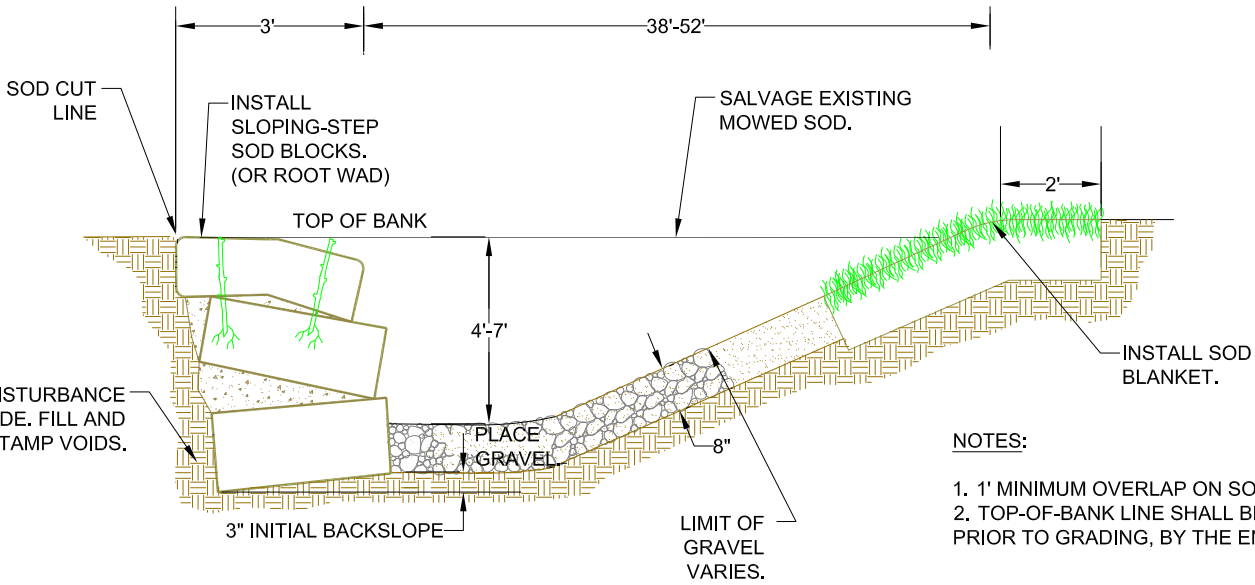 3'
38'-52'
SOD CUT
LINE
INSTALL
SLOPING-STEP
SOD BLOCKS.
(OR ROOT WAD)
SALVAGE EXISTING
MOWED SOD.
2'
TOP OF BANK
4'-7'
INSTALL SOD
BLANKET.
ISTURBANCE
DE. FILL AND
TAMP VOIDS.
PLACE
GRAVEL.
8"
3" INITIAL BACKSLOPE
LIMIT OF
GRAVEL
VARIES.
NOTES:
1. 1' MINIMUM OVERLAP ON SO
2. TOP-OF-BANK LINE SHALL BE
PRIOR TO GRADING, BY THE EN